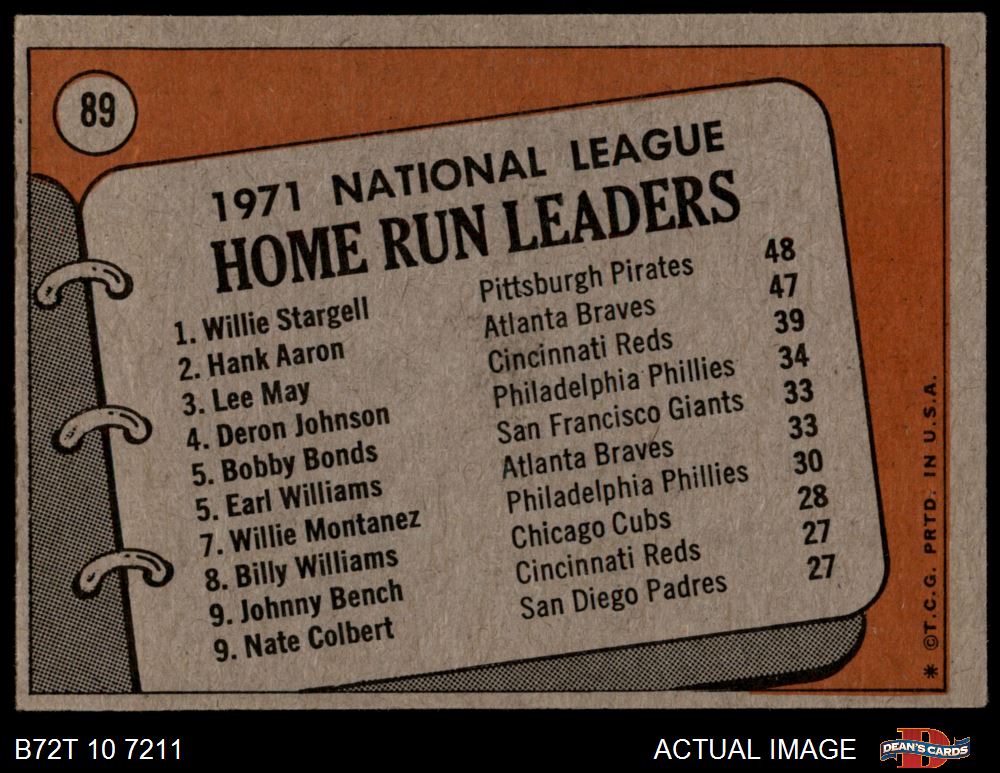 89
1971 NATIONAL LEAGUE
HOME RUN LEADERS
1. Willie Stargell Pittsburgh Pirates 48
2. Hank Aaron Atlanta Braves 47
3. Lee May Cincinnati Reds 39
4. Deron Johnson Philadelphia Phillies 34
5. Bobby Bonds San Francisco Giants 33
5. Earl Williams Atlanta Braves 33
7. Willie Montanez Philadelphia Phillies 30
8. Billy Williams Chicago Cubs 28
9. Johnny Bench Cincinnati Reds 27
9. Nate Colbert San Diego Padres 27
* ©T.C.G. PRTD. IN U.S.A.
B72T 10 7211
ACTUAL IMAGE
D
DEAN'S CARDS